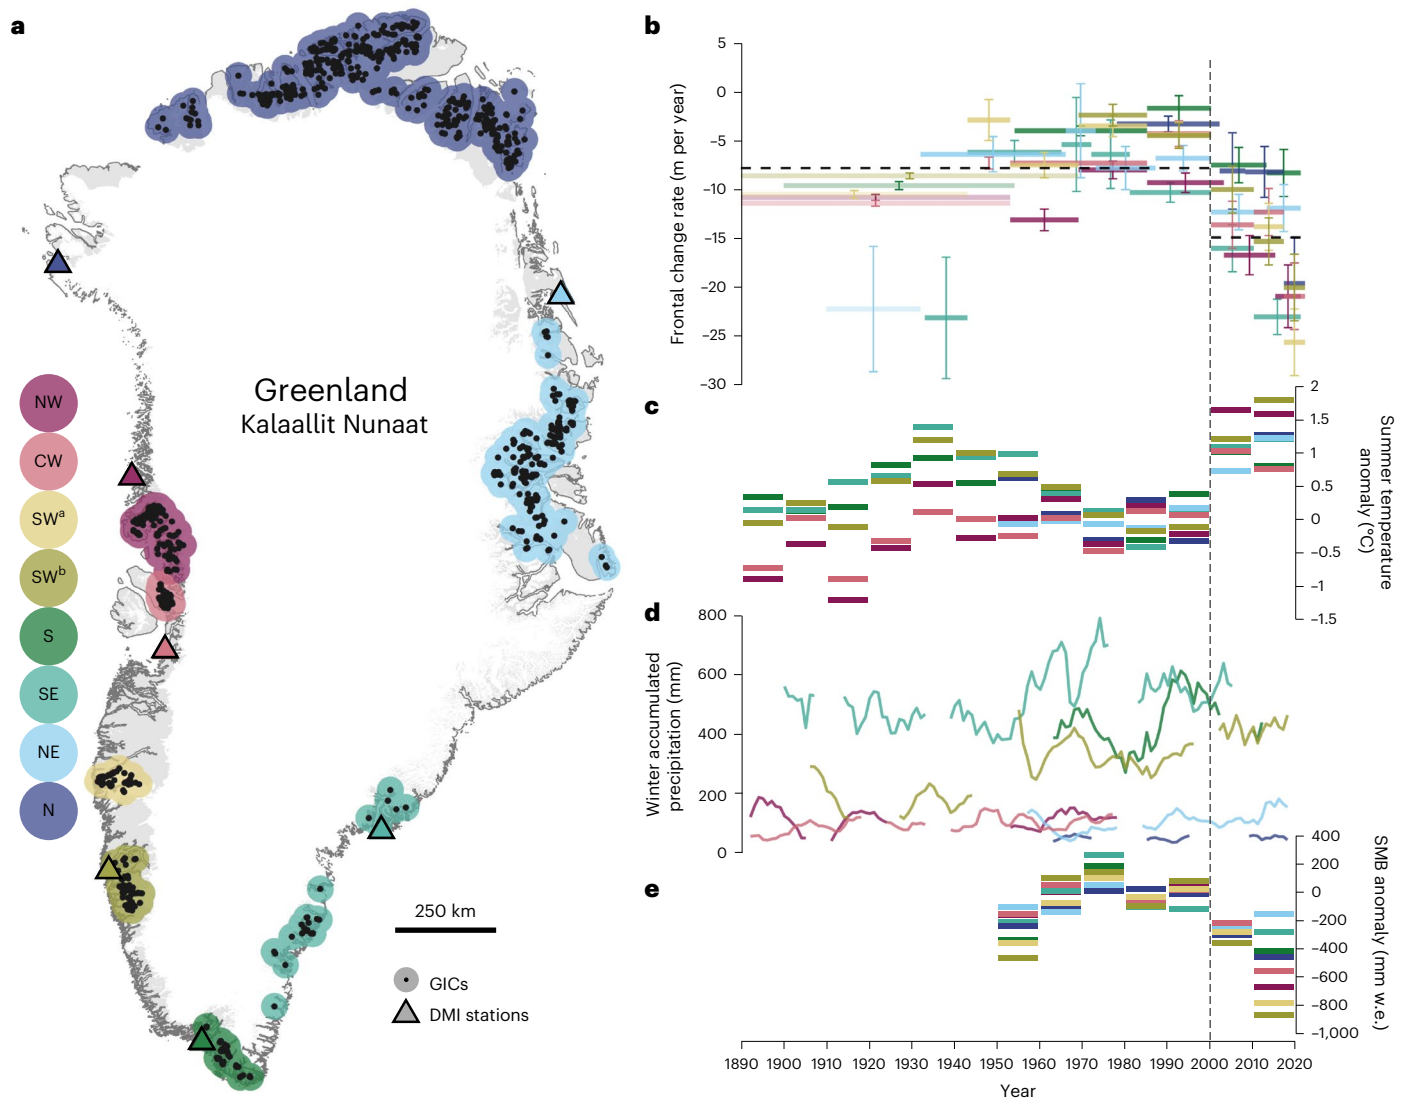 a
Greenland
Kalaallit Nunaat
NW
CW
SWᵃ
SWᵇ
S
SE
NE
N
250 km
GICs
DMI stations
b
Frontal change rate (m per year)
5
0
−5
−10
−15
−20
−25
−30
c
2
1.5
1
0.5
0
−0.5
−1
−1.5
Summer temperature
anomaly (°C)
d
Winter accumulated
precipitation (mm)
800
600
400
200
0
e
400
200
0
−200
−400
−600
−800
−1,000
SMB anomaly (mm w.e.)
1890 1900 1910 1920 1930 1940 1950 1960 1970 1980 1990 2000 2010 2020
Year